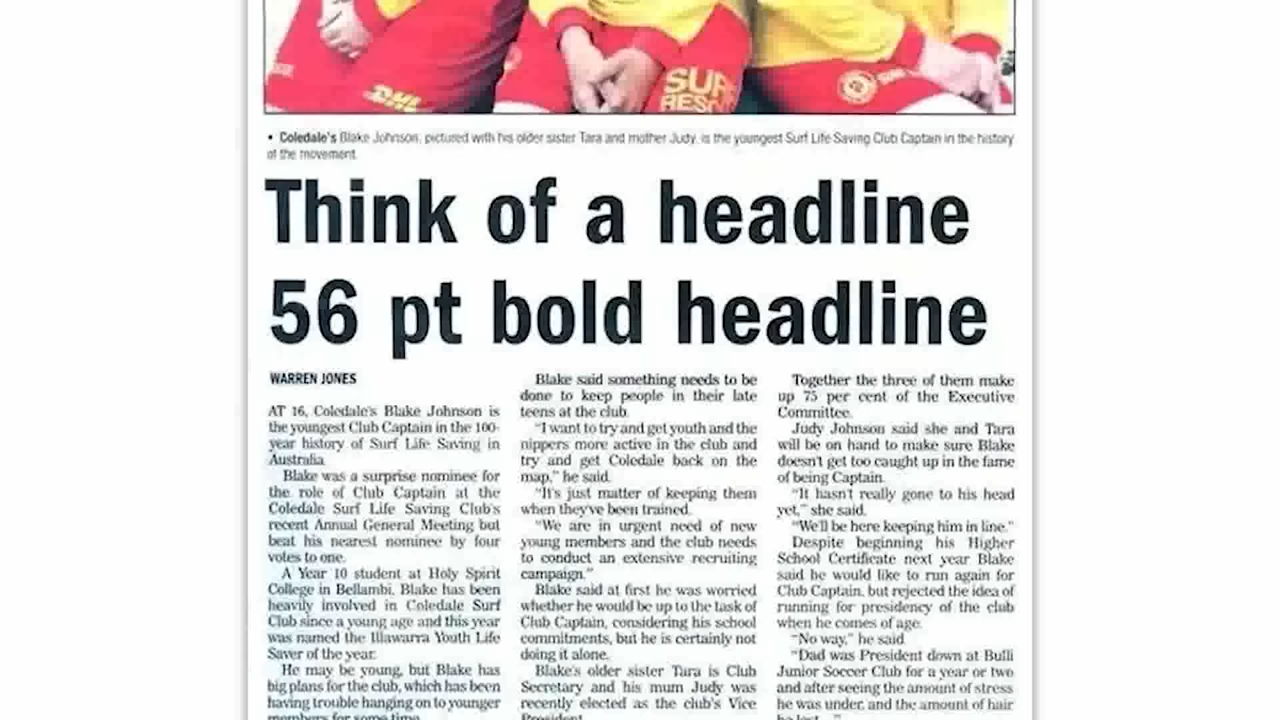 DHL
SURF
RESCU
• Coledale's Blake Johnson, pictured with his older sister Tara and mother Judy, is the youngest Surf Life Saving Club Captain in the history
of the movement.
Think of a headline
56 pt bold headline
WARREN JONES
AT 16, Coledale's Blake Johnson is
the youngest Club Captain in the 100-
year history of Surf Life Saving in
Australia.
Blake was a surprise nominee for
the role of Club Captain at the
Coledale Surf Life Saving Club's
recent Annual General Meeting but
beat his nearest nominee by four
votes to one.
A Year 10 student at Holy Spirit
College in Bellambi, Blake has been
heavily involved in Coledale Surf
Club since a young age and this year
was named the Illawarra Youth Life
Saver of the year.
He may be young, but Blake has
big plans for the club, which has been
having trouble hanging on to younger
members for some time.
Blake said something needs to be
done to keep people in their late
teens at the club.
"I want to try and get youth and the
nippers more active in the club and
try and get Coledale back on the
map," he said.
"It's just matter of keeping them
when they've been trained.
"We are in urgent need of new
young members and the club needs
to conduct an extensive recruiting
campaign."
Blake said at first he was worried
whether he would be up to the task of
Club Captain, considering his school
commitments, but he is certainly not
doing it alone.
Blake's older sister Tara is Club
Secretary and his mum Judy was
recently elected as the club's Vice
President.
Together the three of them make
up 75 per cent of the Executive
Committee.
Judy Johnson said she and Tara
will be on hand to make sure Blake
doesn't get too caught up in the fame
of being Captain.
"It hasn't really gone to his head
yet," she said.
"We'll be here keeping him in line."
Despite beginning his Higher
School Certificate next year Blake
said he would like to run again for
Club Captain, but rejected the idea of
running for presidency of the club
when he comes of age.
"No way," he said.
"Dad was President down at Bulli
Junior Soccer Club for a year or two
and after seeing the amount of stress
he was under, and the amount of hair
he lost..."